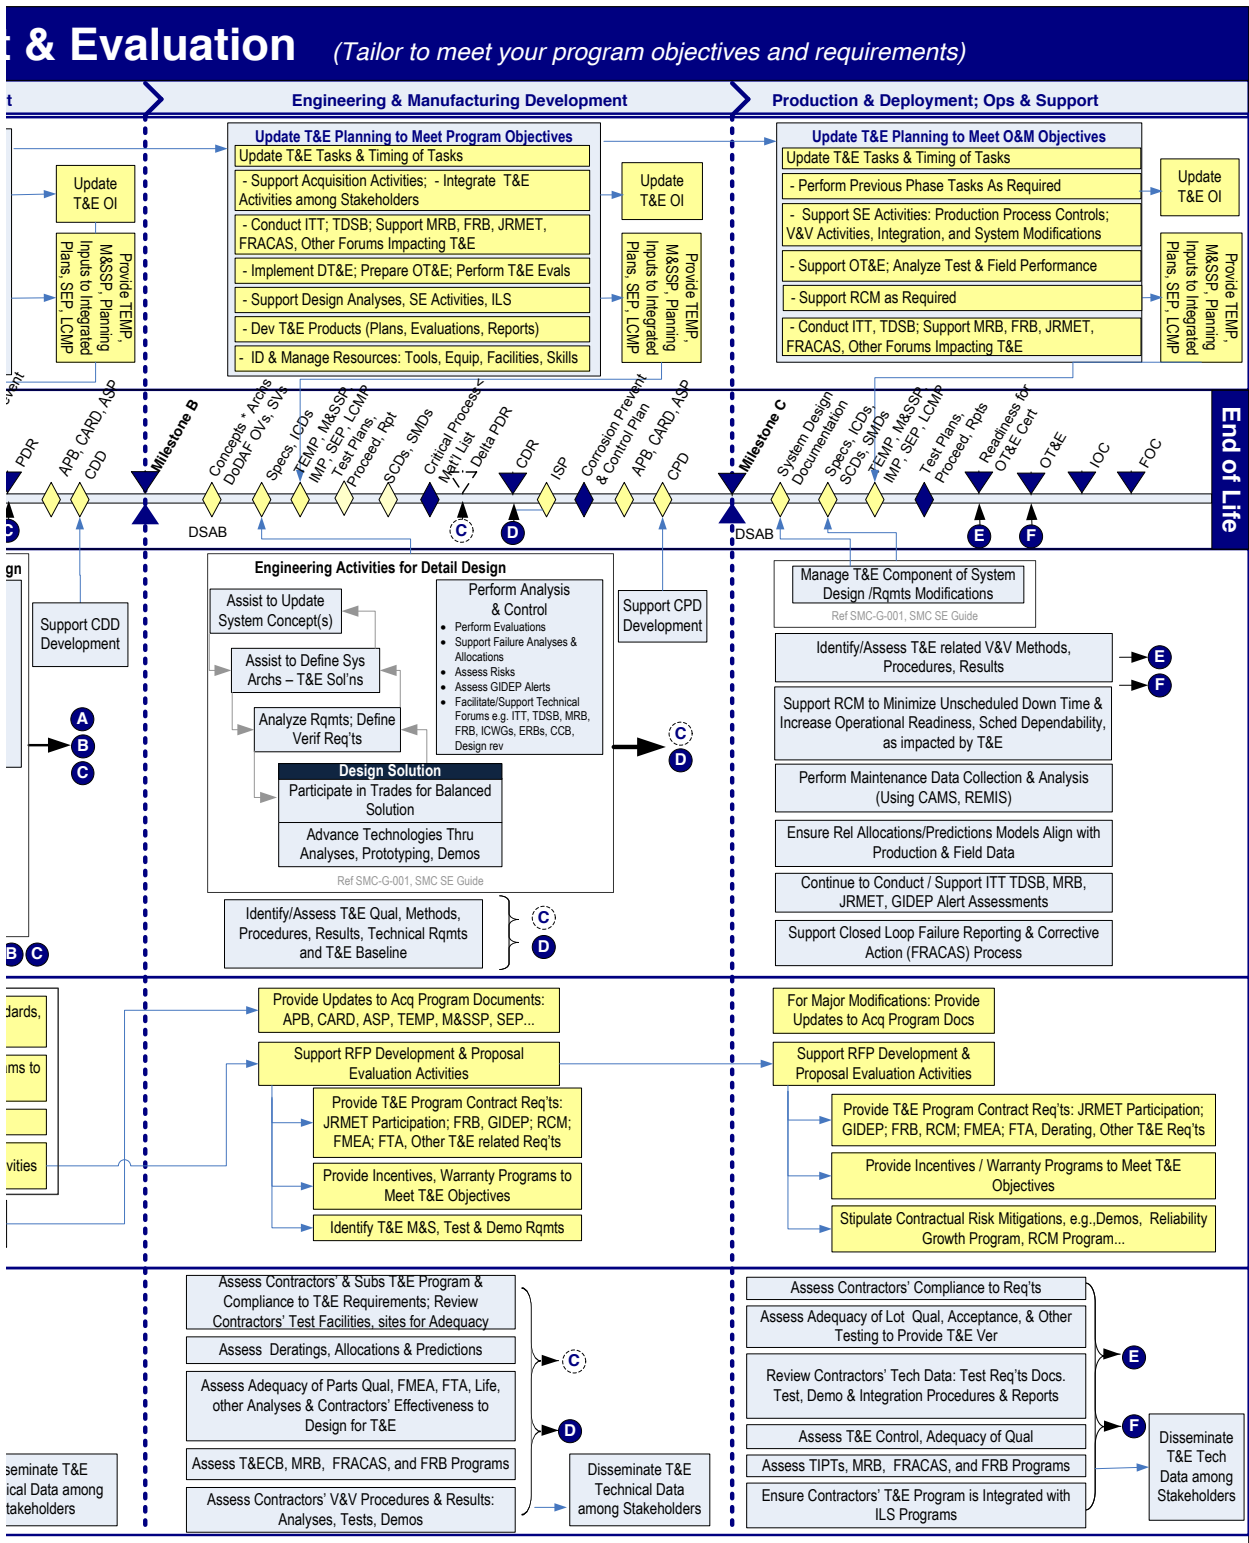 t & Evaluation (Tailor to meet your program objectives and requirements)
t
Engineering & Manufacturing Development
Production & Deployment; Ops & Support
Update
T&E OI
Provide TEMP,
M&SSP, Planning
Inputs to Integrated
Plans, SEP, LCMP
Update T&E Planning to Meet Program Objectives
Update T&E Tasks & Timing of Tasks
- Support Acquisition Activities; - Integrate T&E
Activities among Stakeholders
- Conduct ITT; TDSB; Support MRB, FRB, JRMET,
FRACAS, Other Forums Impacting T&E
- Implement DT&E; Prepare OT&E; Perform T&E Evals
- Support Design Analyses, SE Activities, ILS
- Dev T&E Products (Plans, Evaluations, Reports)
- ID & Manage Resources: Tools, Equip, Facilities, Skills
Update
T&E OI
Provide TEMP,
M&SSP, Planning
Inputs to Integrated
Plans, SEP, LCMP
Update T&E Planning to Meet O&M Objectives
Update T&E Tasks & Timing of Tasks
- Perform Previous Phase Tasks As Required
- Support SE Activities: Production Process Controls;
V&V Activities, Integration, and System Modifications
- Support OT&E; Analyze Test & Field Performance
- Support RCM as Required
- Conduct ITT, TDSB; Support MRB, FRB, JRMET,
FRACAS, Other Forums Impacting T&E
Update
T&E OI
Provide TEMP,
M&SSP, Planning
Inputs to Integrated
Plans, SEP, LCMP
event
PDR
APB, CARD, ASP
CDD
Milestone B
Concepts * Archs
DoDAF OVs, SVs
Specs, ICDs
TEMP, M&SSP,
IMP, SEP, LCMP
Test Plans,
Proceed, Rpt
SCDs, SMDs
Critical Process <
Mat'l List
Delta PDR
CDR
ISP
Corrosion Prevent
& Control Plan
APB, CARD, ASP
CPD
Milestone C
System Design
Documentation
Specs, ICDs,
SCDs, SMDs
TEMP, M&SSP,
IMP, SEP, LCMP
Test Plans,
Proceed, Rpts
Readiness for
OT&E Cert
OT&E
IOC
FOC
End of Life
C
DSAB
C
D
DSAB
E
F
gn
Support CDD
Development
A
B
C
B
C
Engineering Activities for Detail Design
Assist to Update
System Concept(s)
Assist to Define Sys
Archs – T&E Sol'ns
Analyze Rqmts; Define
Verif Req'ts
Design Solution
Participate in Trades for Balanced
Solution
Advance Technologies Thru
Analyses, Prototyping, Demos
Perform Analysis
& Control
• Perform Evaluations
• Support Failure Analyses &
Allocations
• Assess Risks
• Assess GIDEP Alerts
• Facilitate/Support Technical
Forums e.g. ITT, TDSB, MRB,
FRB, ICWGs, ERBs, CCB,
Design rev
Ref SMC-G-001, SMC SE Guide
Support CPD
Development
C
D
Identify/Assess T&E Qual, Methods,
Procedures, Results, Technical Rqmts
and T&E Baseline
C
D
Manage T&E Component of System
Design /Rqmts Modifications
Ref SMC-G-001, SMC SE Guide
Identify/Assess T&E related V&V Methods,
Procedures, Results
E
F
Support RCM to Minimize Unscheduled Down Time &
Increase Operational Readiness, Sched Dependability,
as impacted by T&E
Perform Maintenance Data Collection & Analysis
(Using CAMS, REMIS)
Ensure Rel Allocations/Predictions Models Align with
Production & Field Data
Continue to Conduct / Support ITT TDSB, MRB,
JRMET, GIDEP Alert Assessments
Support Closed Loop Failure Reporting & Corrective
Action (FRACAS) Process
dards,
ms to
vities
Provide Updates to Acq Program Documents:
APB, CARD, ASP, TEMP, M&SSP, SEP...
Support RFP Development & Proposal
Evaluation Activities
Provide T&E Program Contract Req'ts:
JRMET Participation; FRB, GIDEP; RCM;
FMEA; FTA, Other T&E related Req'ts
Provide Incentives, Warranty Programs to
Meet T&E Objectives
Identify T&E M&S, Test & Demo Rqmts
For Major Modifications: Provide
Updates to Acq Program Docs
Support RFP Development &
Proposal Evaluation Activities
Provide T&E Program Contract Req'ts: JRMET Participation;
GIDEP; FRB, RCM; FMEA; FTA, Derating, Other T&E Req'ts
Provide Incentives / Warranty Programs to Meet T&E
Objectives
Stipulate Contractual Risk Mitigations, e.g.,Demos, Reliability
Growth Program, RCM Program...
seminate T&E
ical Data among
takeholders
Assess Contractors' & Subs T&E Program &
Compliance to T&E Requirements; Review
Contractors' Test Facilities, sites for Adequacy
Assess Deratings, Allocations & Predictions
Assess Adequacy of Parts Qual, FMEA, FTA, Life,
other Analyses & Contractors' Effectiveness to
Design for T&E
Assess T&ECB, MRB, FRACAS, and FRB Programs
Assess Contractors' V&V Procedures & Results:
Analyses, Tests, Demos
C
D
Disseminate T&E
Technical Data
among Stakeholders
Assess Contractors' Compliance to Req'ts
Assess Adequacy of Lot Qual, Acceptance, & Other
Testing to Provide T&E Ver
Review Contractors' Tech Data: Test Req'ts Docs.
Test, Demo & Integration Procedures & Reports
Assess T&E Control, Adequacy of Qual
Assess TIPTs, MRB, FRACAS, and FRB Programs
Ensure Contractors' T&E Program is Integrated with
ILS Programs
E
F
Disseminate
T&E Tech
Data among
Stakeholders